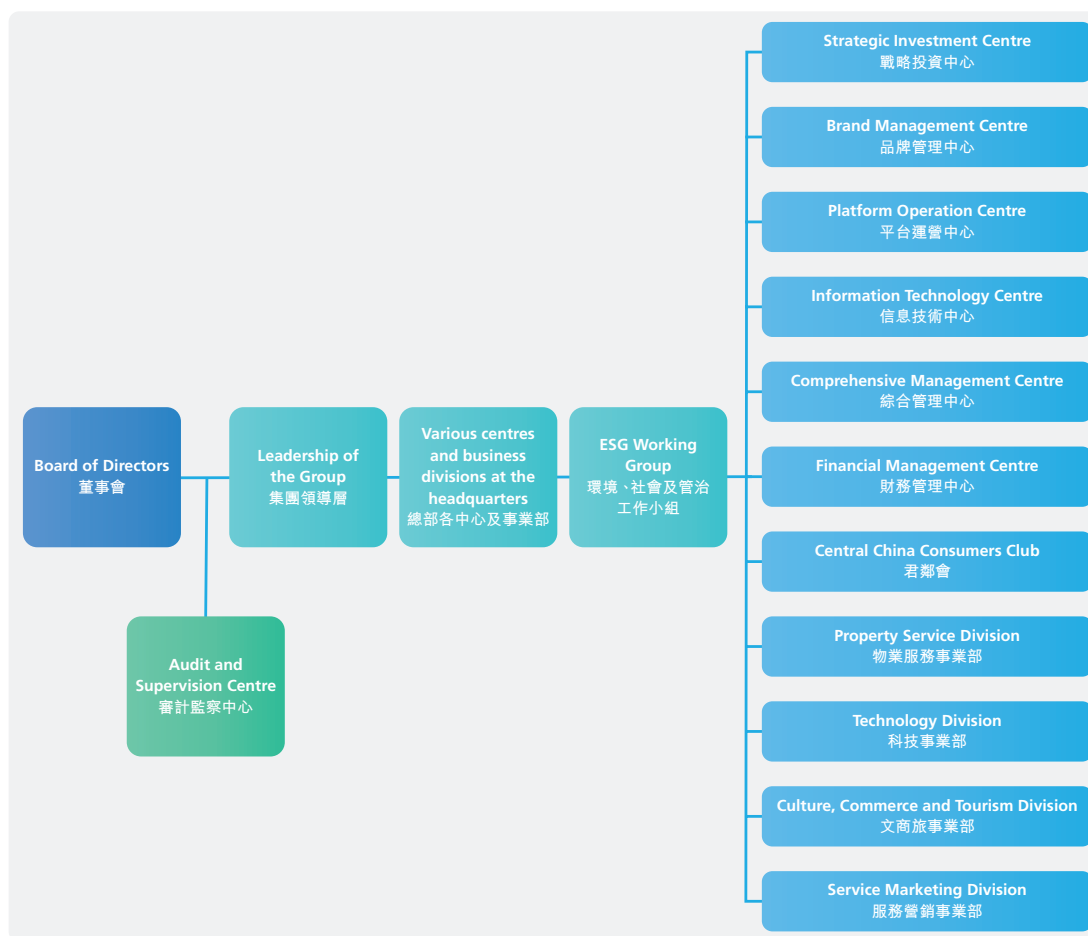 Board of Directors
董事會
Audit and
Supervision Centre
審計監察中心
Leadership of
the Group
集團領導層
Various centres
and business
divisions at the
headquarters
總部各中心及事業部
ESG Working
Group
環境、社會及管治
工作小組
Strategic Investment Centre
戰略投資中心
Brand Management Centre
品牌管理中心
Platform Operation Centre
平台運營中心
Information Technology Centre
信息技術中心
Comprehensive Management Centre
綜合管理中心
Financial Management Centre
財務管理中心
Central China Consumers Club
君鄰會
Property Service Division
物業服務事業部
Technology Division
科技事業部
Culture, Commerce and Tourism Division
文商旅事業部
Service Marketing Division
服務營銷事業部